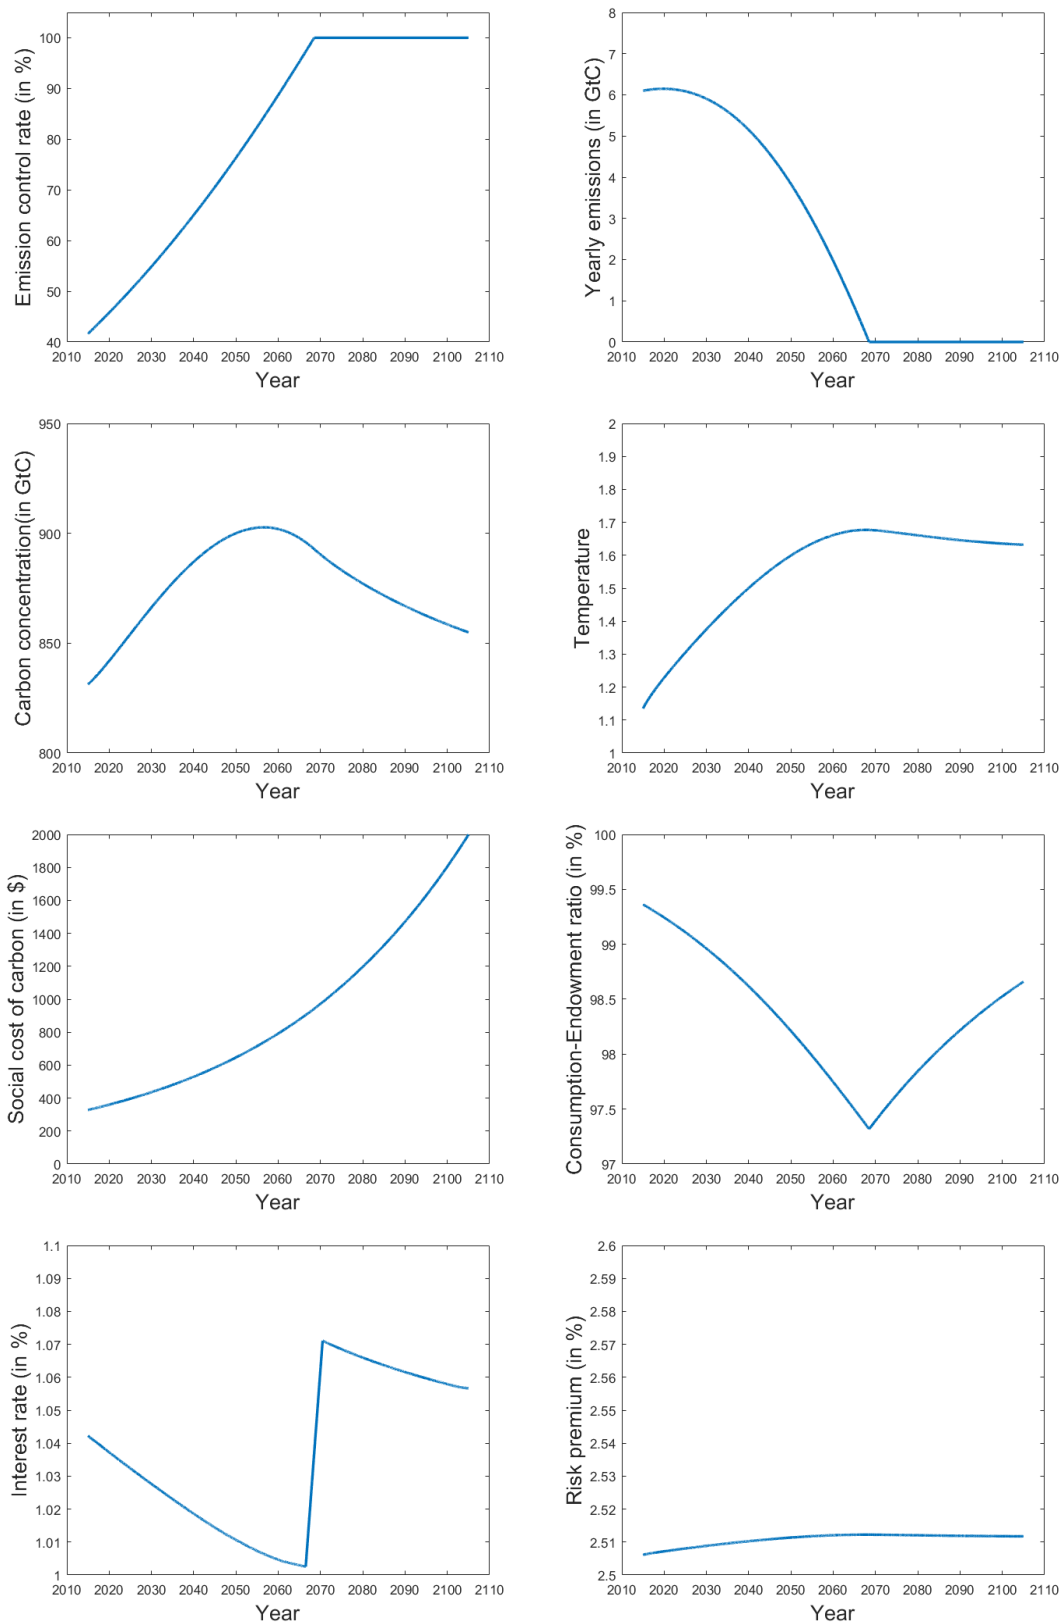 Emission control rate (in %)
100
90
80
70
60
50
40
2010 2020 2030 2040 2050 2060 2070 2080 2090 2100 2110
Year
Yearly emissions (in GtC)
8
7
6
5
4
3
2
1
0
2010 2020 2030 2040 2050 2060 2070 2080 2090 2100 2110
Year
Carbon concentration(in GtC)
950
900
850
800
2010 2020 2030 2040 2050 2060 2070 2080 2090 2100 2110
Year
Temperature
2
1.9
1.8
1.7
1.6
1.5
1.4
1.3
1.2
1.1
1
2010 2020 2030 2040 2050 2060 2070 2080 2090 2100 2110
Year
Social cost of carbon (in $)
2000
1800
1600
1400
1200
1000
800
600
400
200
0
2010 2020 2030 2040 2050 2060 2070 2080 2090 2100 2110
Year
Consumption-Endowment ratio (in %)
100
99.5
99
98.5
98
97.5
97
2010 2020 2030 2040 2050 2060 2070 2080 2090 2100 2110
Year
Interest rate (in %)
1.1
1.09
1.08
1.07
1.06
1.05
1.04
1.03
1.02
1.01
1
2010 2020 2030 2040 2050 2060 2070 2080 2090 2100 2110
Year
Risk premium (in %)
2.6
2.59
2.58
2.57
2.56
2.55
2.54
2.53
2.52
2.51
2.5
2010 2020 2030 2040 2050 2060 2070 2080 2090 2100 2110
Year